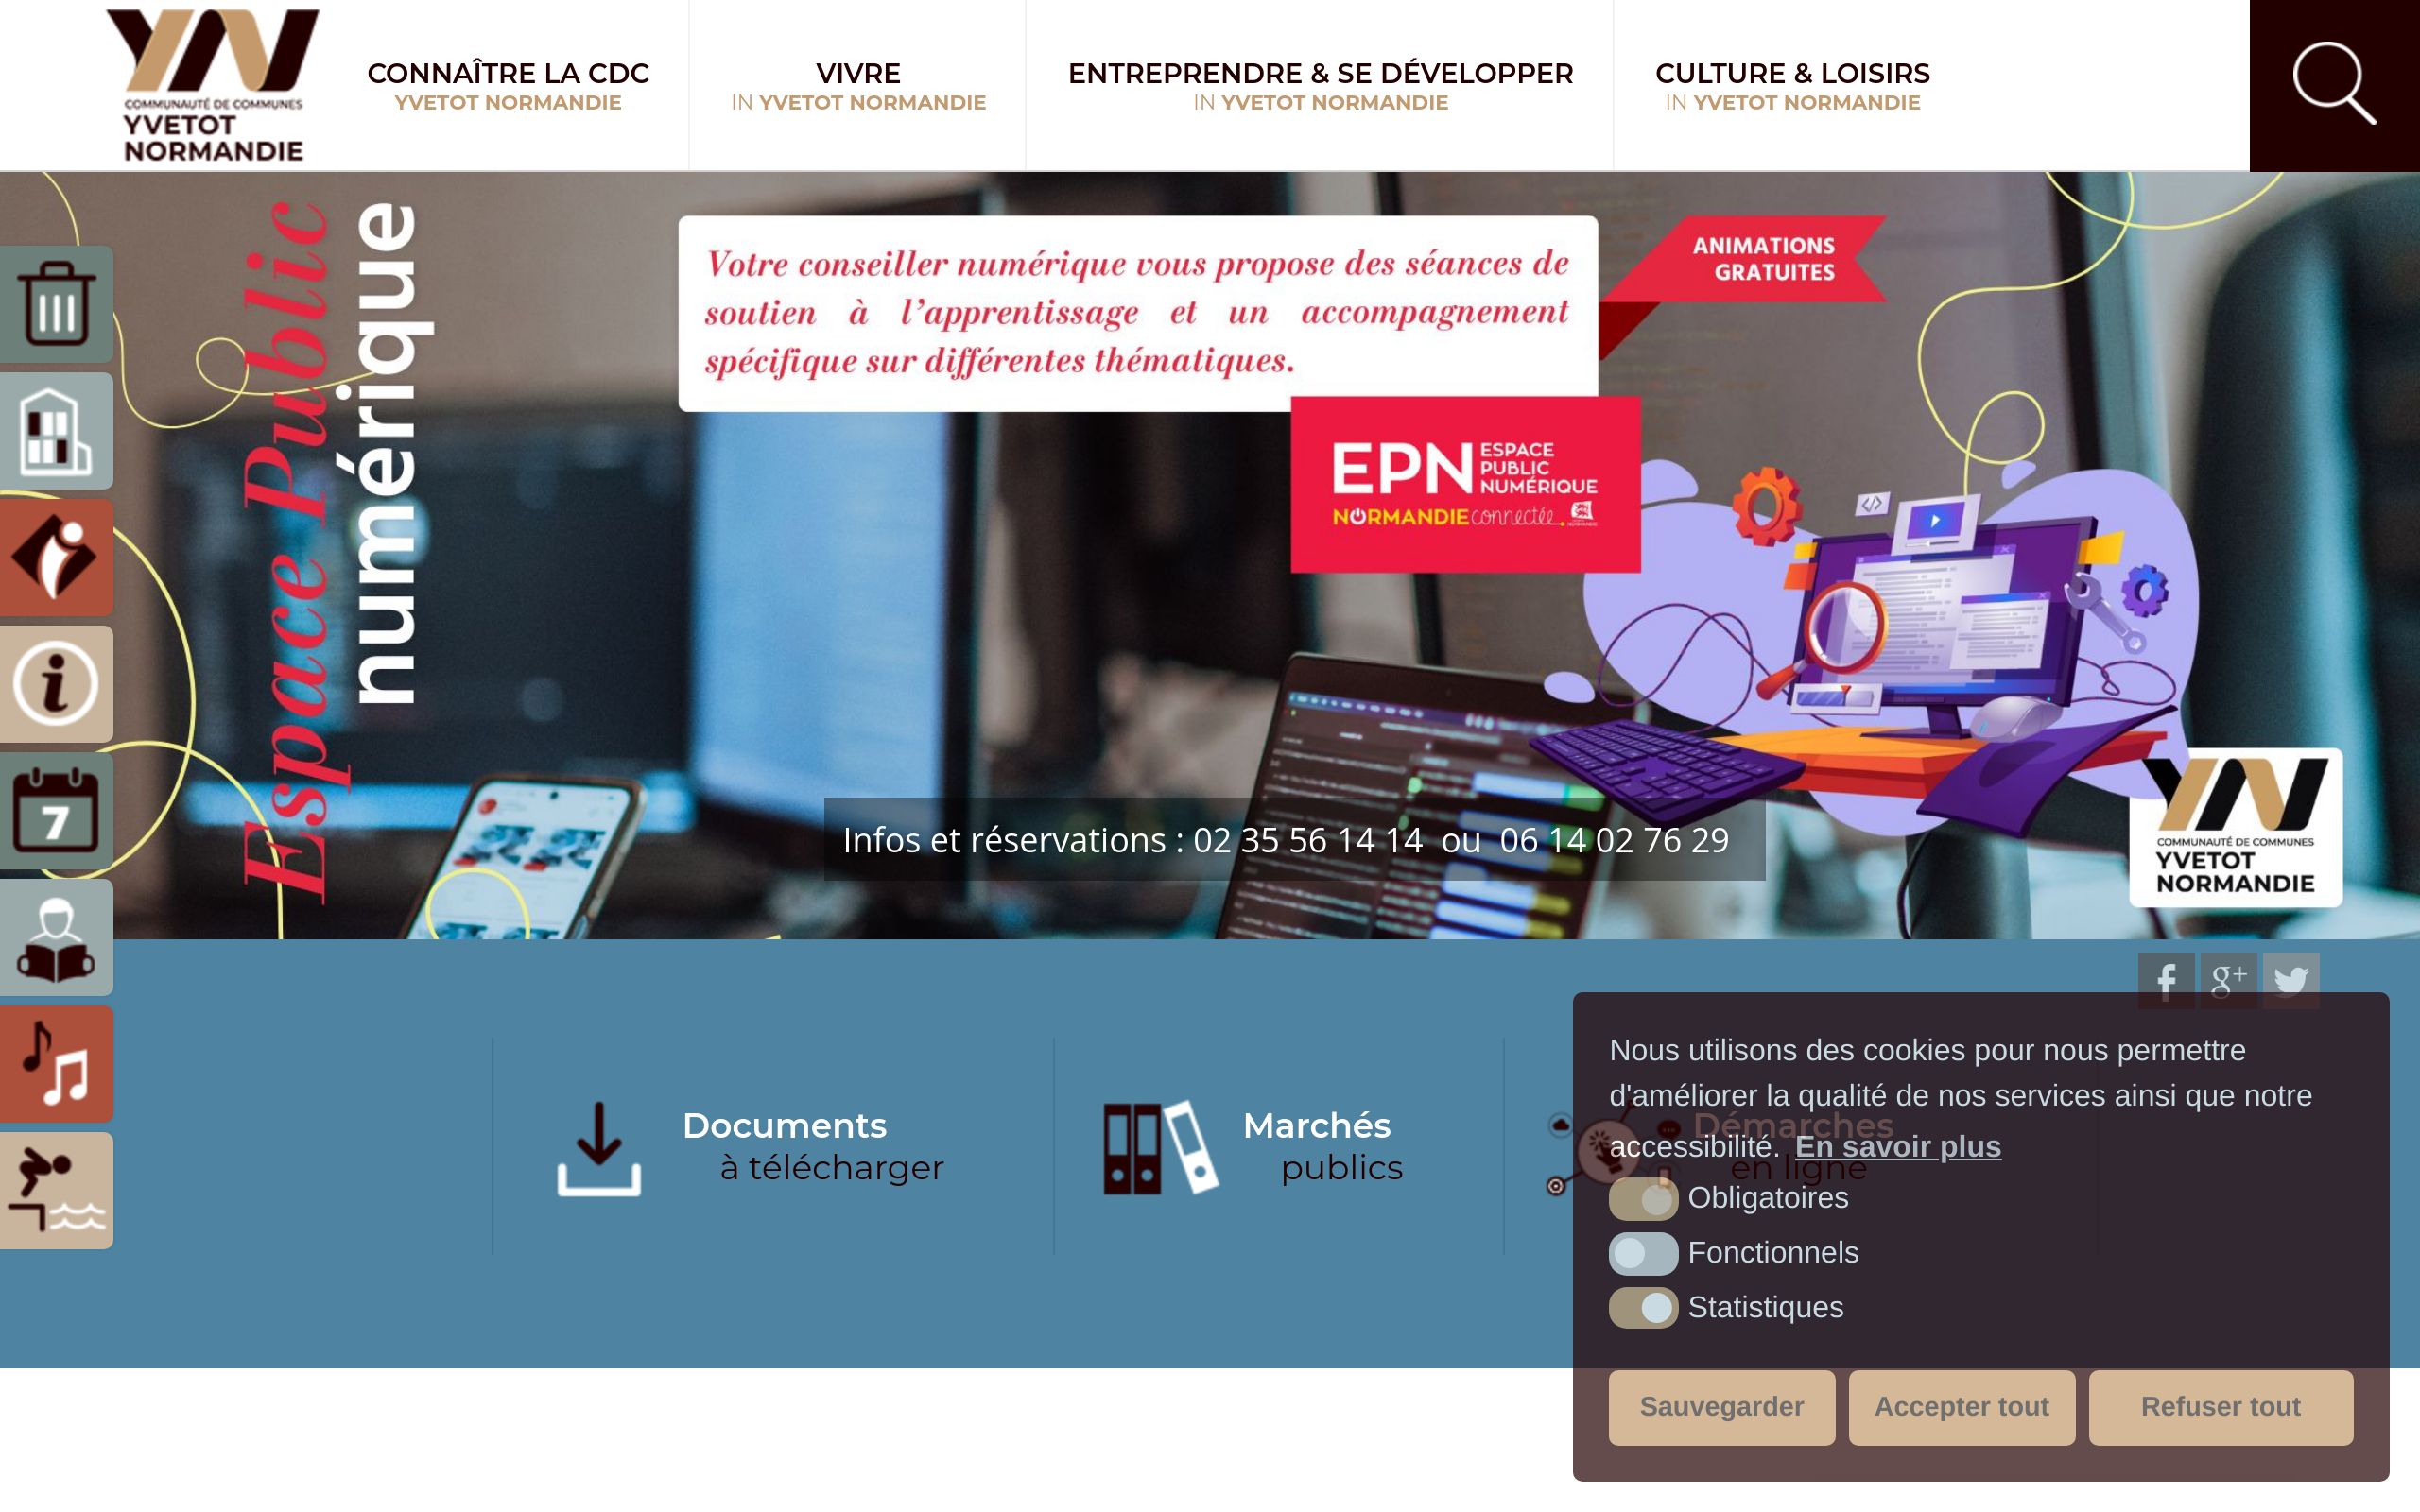 COMMUNAUTÉ DE COMMUNES
YVETOT
NORMANDIE
CONNAÎTRE LA CDC
YVETOT NORMANDIE
VIVRE
IN YVETOT NORMANDIE
ENTREPRENDRE & SE DÉVELOPPER
IN YVETOT NORMANDIE
CULTURE & LOISIRS
IN YVETOT NORMANDIE
Espace Public
numérique
Votre conseiller numérique vous propose des séances de
soutien à l’apprentissage et un accompagnement
spécifique sur différentes thématiques.
ANIMATIONS
GRATUITES
EPN ESPACE
PUBLIC
NUMÉRIQUE
NORMANDIE connectée
7
Infos et réservations : 02 35 56 14 14 ou 06 14 02 76 29
COMMUNAUTÉ DE COMMUNES
YVETOT
NORMANDIE
f g+
Documents
à télécharger
Marchés
publics
Démarches
en ligne
Nous utilisons des cookies pour nous permettre
d'améliorer la qualité de nos services ainsi que notre
accessibilité. En savoir plus
Obligatoires
Fonctionnels
Statistiques
Sauvegarder
Accepter tout
Refuser tout